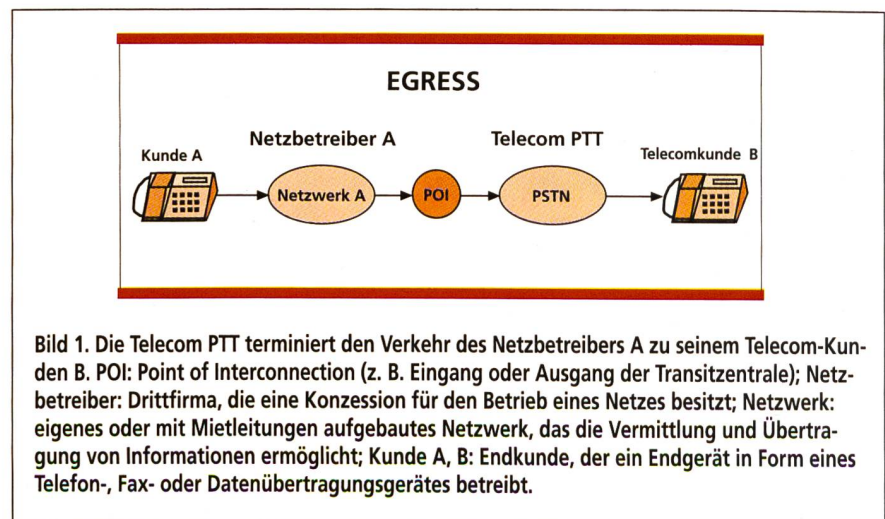 EGRESS
Netzbetreiber A
Telecom PTT
Kunde A
Telecomkunde B
Netzwerk A
POI
PSTN
Bild 1. Die Telecom PTT terminiert den Verkehr des Netzbetreibers A zu seinem Telecom-Kun-
den B. POI: Point of Interconnection (z. B. Eingang oder Ausgang der Transitzentrale); Netz-
betreiber: Drittfirma, die eine Konzession für den Betrieb eines Netzes besitzt; Netzwerk:
eigenes oder mit Mietleitungen aufgebautes Netzwerk, das die Vermittlung und Übertra-
gung von Informationen ermöglicht; Kunde A, B: Endkunde, der ein Endgerät in Form eines
Telefon-, Fax- oder Datenübertragungsgerätes betreibt.